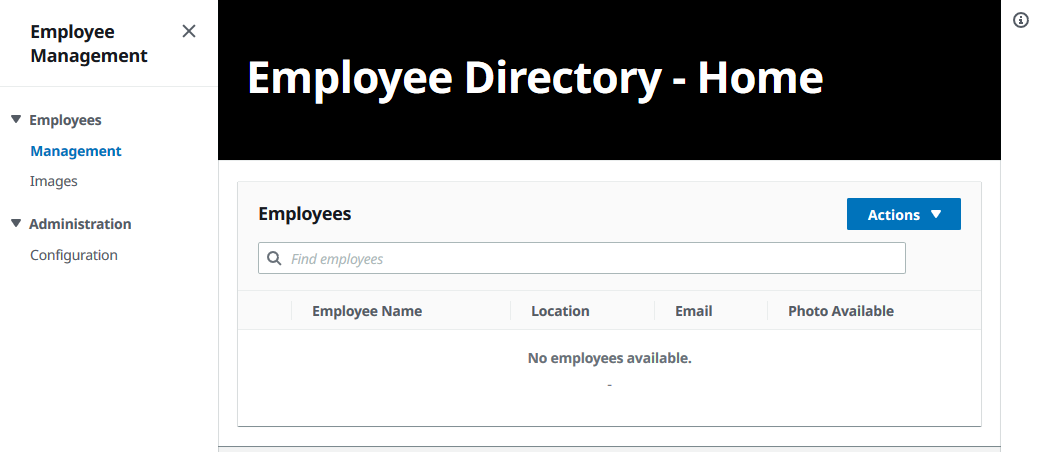 Employee
Management
Employees
Management
Images
Administration
Configuration
Employee Directory - Home
Employees
Actions
Find employees
Employee Name Location Email Photo Available
No employees available.
-